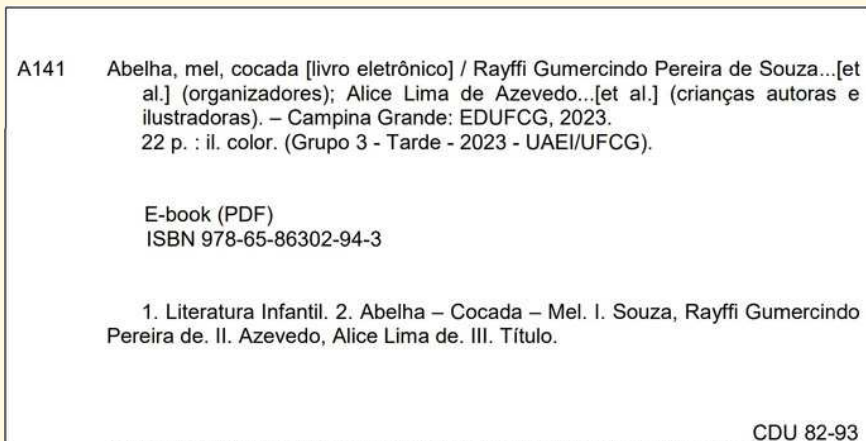 A141 Abelha, mel, cocada [livro eletrônico] / Rayffi Gumercindo Pereira de Souza...[et
al.] (organizadores); Alice Lima de Azevedo...[et al.] (crianças autoras e
ilustradoras). – Campina Grande: EDUFCG, 2023.
22 p. : il. color. (Grupo 3 - Tarde - 2023 - UAEI/UFCG).
E-book (PDF)
ISBN 978-65-86302-94-3
1. Literatura Infantil. 2. Abelha – Cocada – Mel. I. Souza, Rayffi Gumercindo
Pereira de. II. Azevedo, Alice Lima de. III. Título.
CDU 82-93